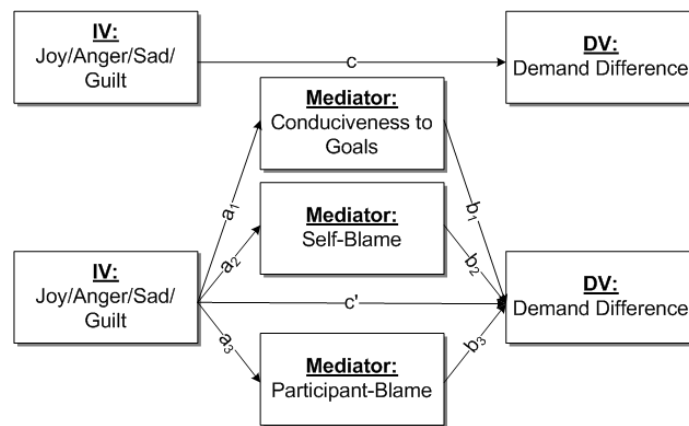 IV:
Joy/Anger/Sad/
Guilt
c
DV:
Demand Difference
Mediator:
Conduciveness to
Goals
a1
b1
Mediator:
Self-Blame
a2
b2
IV:
Joy/Anger/Sad/
Guilt
c'
DV:
Demand Difference
a3
b3
Mediator:
Participant-Blame